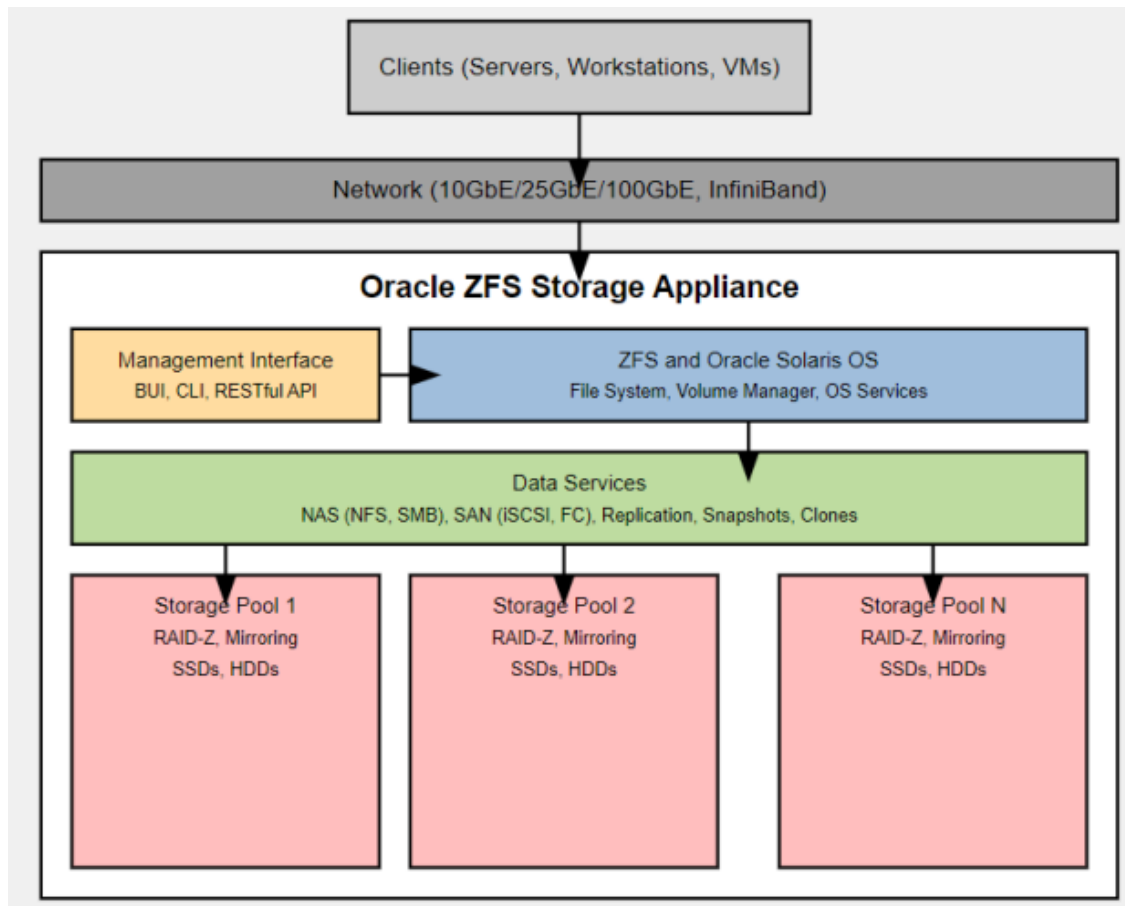 Clients (Servers, Workstations, VMs)
Network (10GbE/25GbE/100GbE, InfiniBand)
Oracle ZFS Storage Appliance
Management Interface
BUI, CLI, RESTful API
ZFS and Oracle Solaris OS
File System, Volume Manager, OS Services
Data Services
NAS (NFS, SMB), SAN (iSCSI, FC), Replication, Snapshots, Clones
Storage Pool 1
RAID-Z, Mirroring
SSDs, HDDs
Storage Pool 2
RAID-Z, Mirroring
SSDs, HDDs
Storage Pool N
RAID-Z, Mirroring
SSDs, HDDs